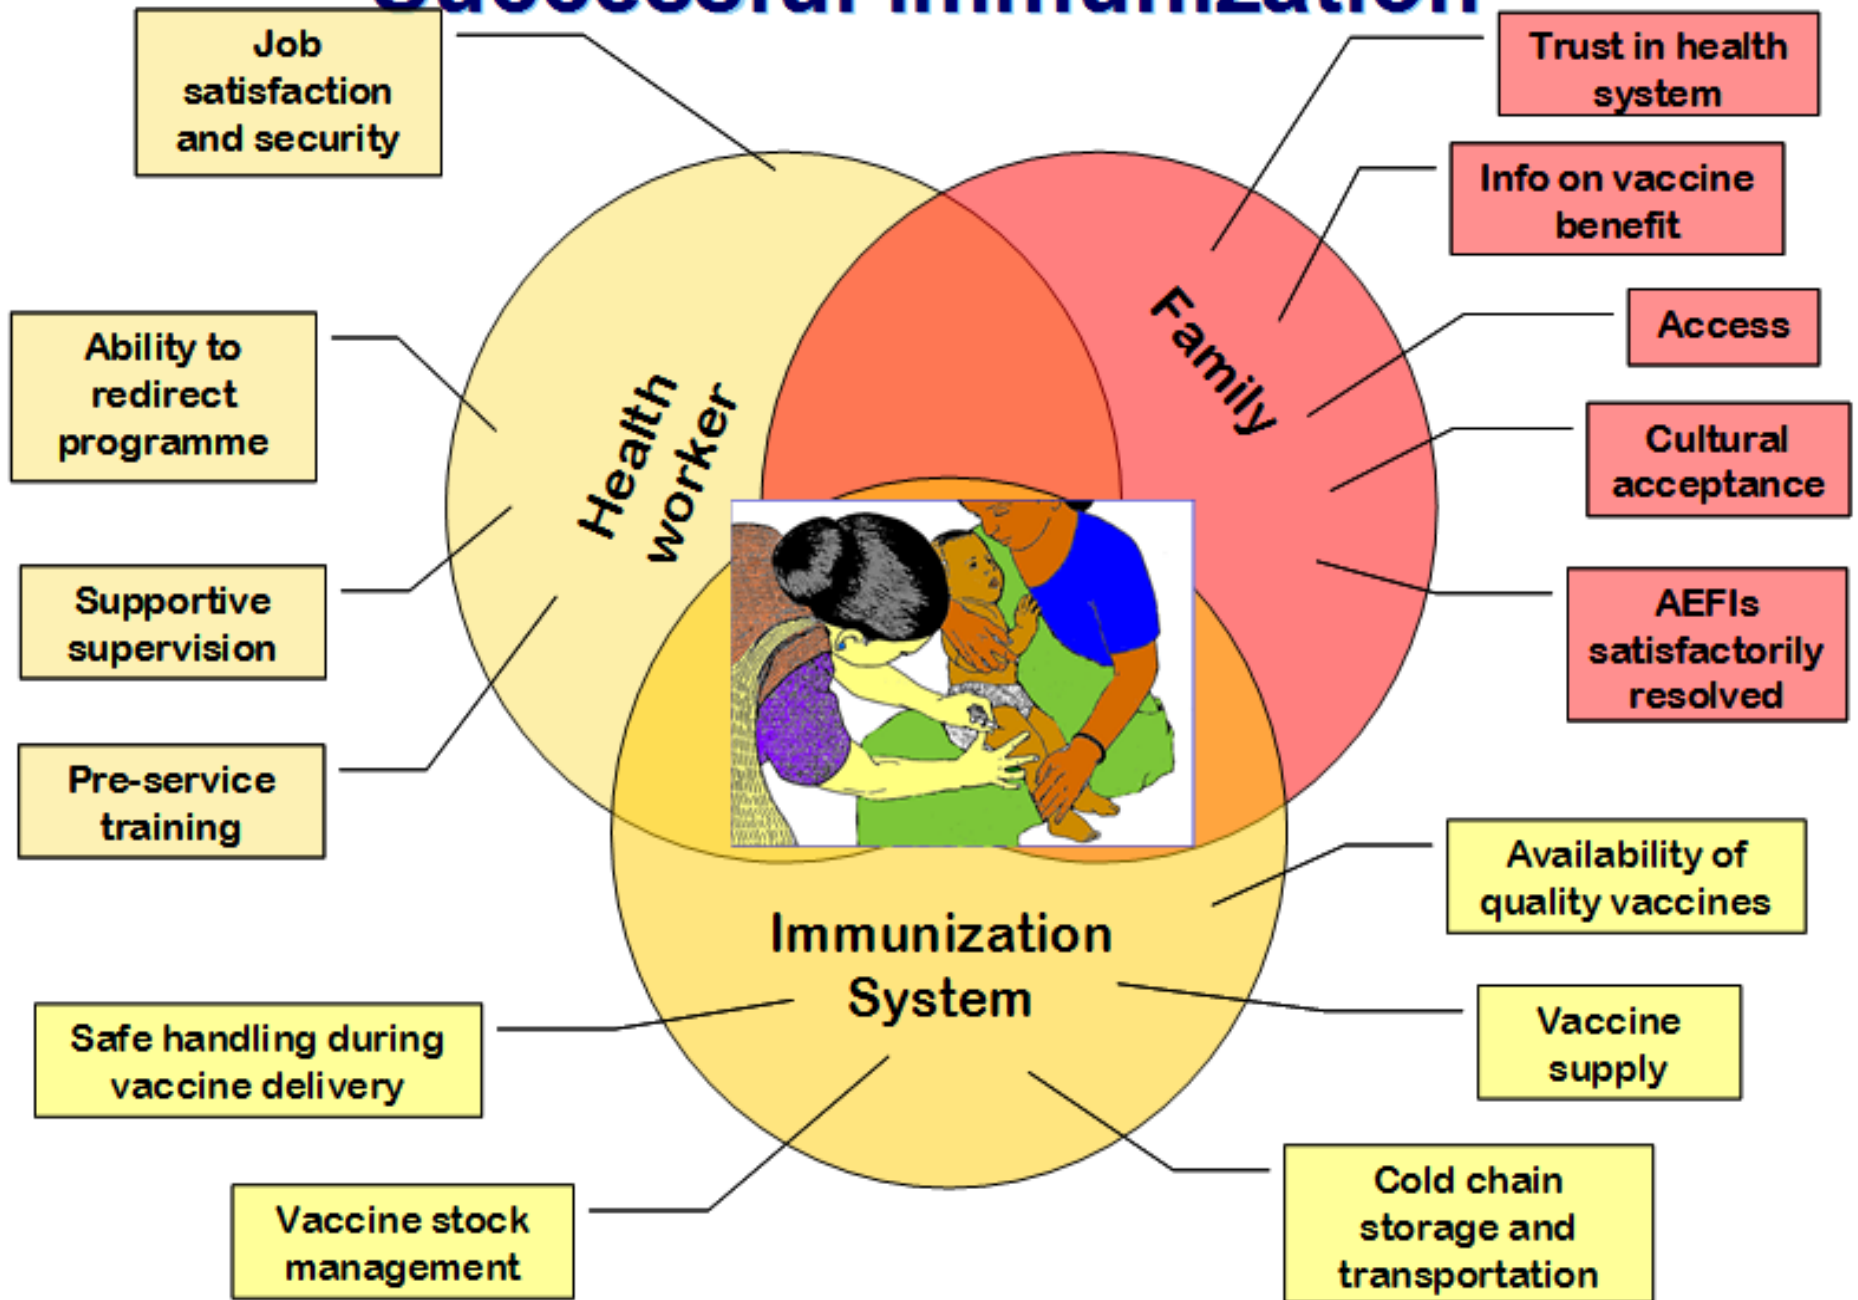 Successful Immunization
Job
satisfaction
and security
Trust in health
system
Info on vaccine
benefit
Access
Cultural
acceptance
AEFIs
satisfactorily
resolved
Ability to
redirect
programme
Supportive
supervision
Pre-service
training
Health
worker
Family
Immunization
System
Availability of
quality vaccines
Vaccine
supply
Cold chain
storage and
transportation
Safe handling during
vaccine delivery
Vaccine stock
management